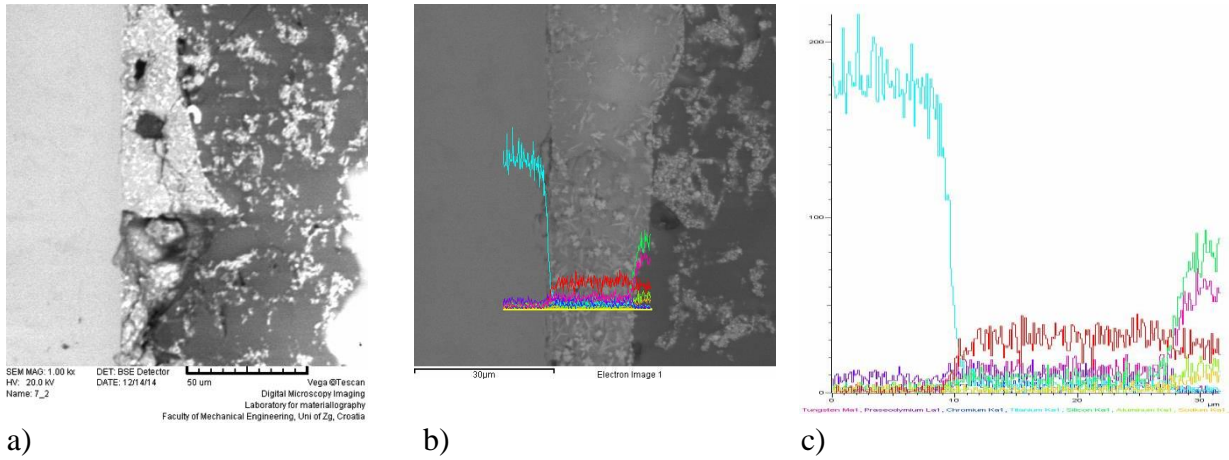 SEM MAG: 1.00 kx DET: BSE Detector
HV: 20.0 kV DATE: 12/14/14 50 um Vega ©Tescan
Name: 7_2 Digital Microscopy Imaging
Laboratory for materiallography
Faculty of Mechanical Engineering, Uni of Zg, Croatia
a)
30µm Electron Image 1
b)
200
100
0
0 10 20 30
µm
Tungsten Ma1, Praseodymium La1, Chromium Ka1, Titanium Ka1, Silicon Ka1, Aluminum Ka1, Sodium Ka1,
c)